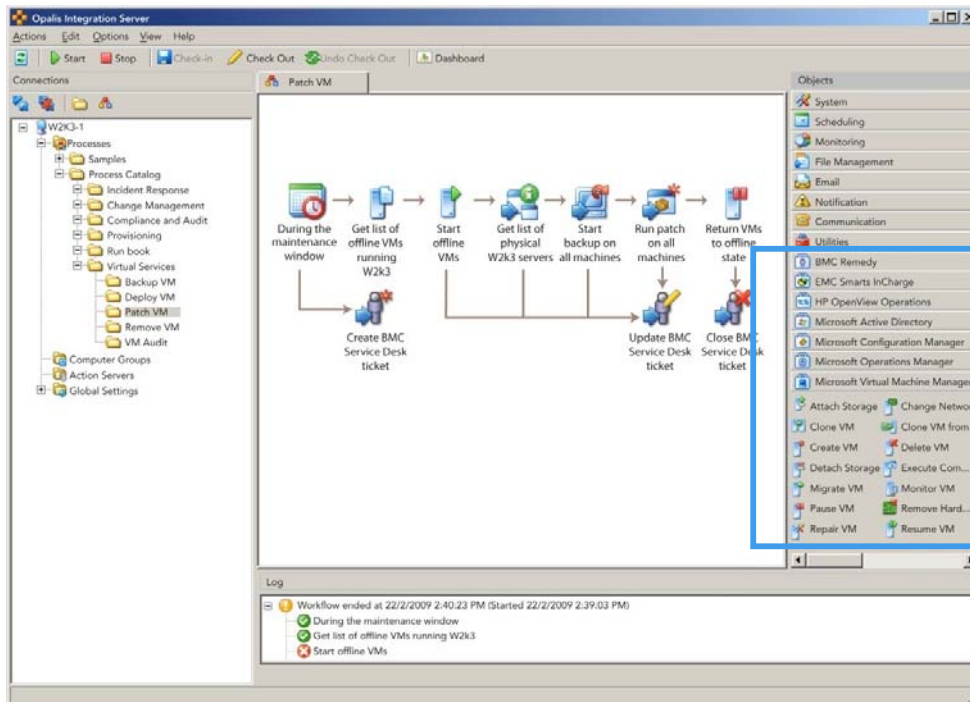 Opalis Integration Server
Actions Edit Options View Help
Start Stop Check-in Check Out Undo Check Out Dashboard
Connections
W2K3-1
Processes
Samples
Process Catalog
Incident Response
Change Management
Compliance and Audit
Provisioning
Run book
Virtual Services
Backup VM
Deploy VM
Patch VM
Remove VM
VM Audit
Computer Groups
Action Servers
Global Settings
Patch VM
During the
maintenance
window
Get list of
offline VMs
running
W2k3
Start
offline
VMs
Get list of
physical
W2k3 servers
Start
backup on
all machines
Run patch
on all
machines
Return VMs
to offline
state
Create BMC
Service Desk
ticket
Update BMC
Service Desk
ticket
Close BMC
Service Desk
ticket
Objects
System
Scheduling
Monitoring
File Management
Email
Notification
Communication
Utilities
BMC Remedy
EMC Smarts InCharge
HP OpenView Operations
Microsoft Active Directory
Microsoft Configuration Manager
Microsoft Operations Manager
Microsoft Virtual Machine Manager
Attach Storage Change Networ
Clone VM Clone VM from
Create VM Delete VM
Detach Storage Execute Com...
Migrate VM Monitor VM
Pause VM Remove Hard...
Repair VM Resume VM
Log
Workflow ended at 22/2/2009 2:40:23 PM (Started 22/2/2009 2:39:03 PM)
During the maintenance window
Get list of offline VMs running W2k3
Start offline VMs